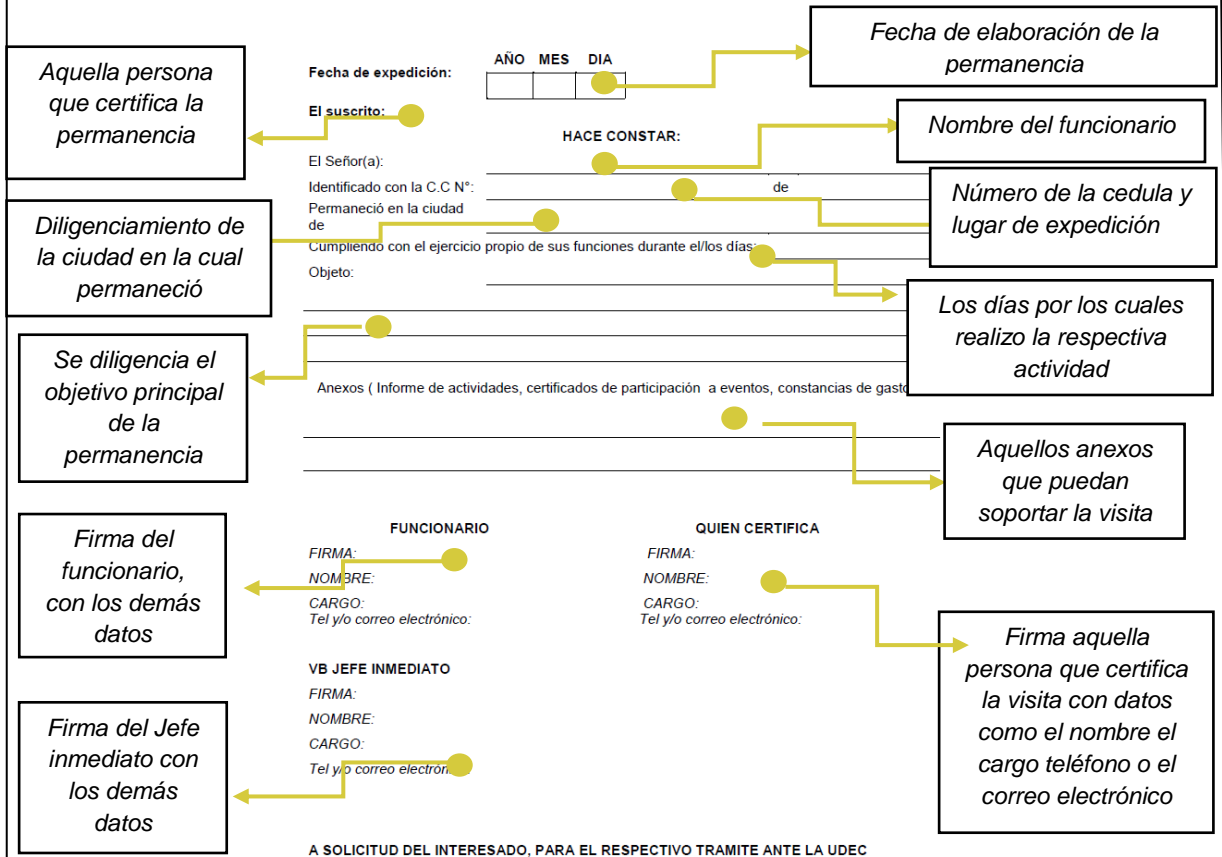 Fecha de elaboración de la
permanencia
Aquella persona
que certifica la
permanencia
AÑO MES DIA
Fecha de expedición:
El suscrito:
Nombre del funcionario
HACE CONSTAR:
El Señor(a):
Identificado con la C.C N°: de
Número de la cedula y
lugar de expedición
Permaneció en la ciudad
de
Diligenciamiento de
la ciudad en la cual
permaneció
Cumpliendo con el ejercicio propio de sus funciones durante el/los días:
Objeto:
Los días por los cuales
realizo la respectiva
actividad
Se diligencia el
objetivo principal
de la
permanencia
Anexos ( Informe de actividades, certificados de participación a eventos, constancias de gasto
Aquellos anexos
que puedan
soportar la visita
FUNCIONARIO
FIRMA:
NOMBRE:
CARGO:
Tel y/o correo electrónico:
QUIEN CERTIFICA
FIRMA:
NOMBRE:
CARGO:
Tel y/o correo electrónico:
Firma del
funcionario,
con los demás
datos
Firma aquella
persona que certifica
la visita con datos
como el nombre el
cargo teléfono o el
correo electrónico
VB JEFE INMEDIATO
FIRMA:
NOMBRE:
CARGO:
Tel y/o correo
Firma del Jefe
inmediato con
los demás
datos
A SOLICITUD DEL INTERESADO, PARA EL RESPECTIVO TRAMITE ANTE LA UDEC